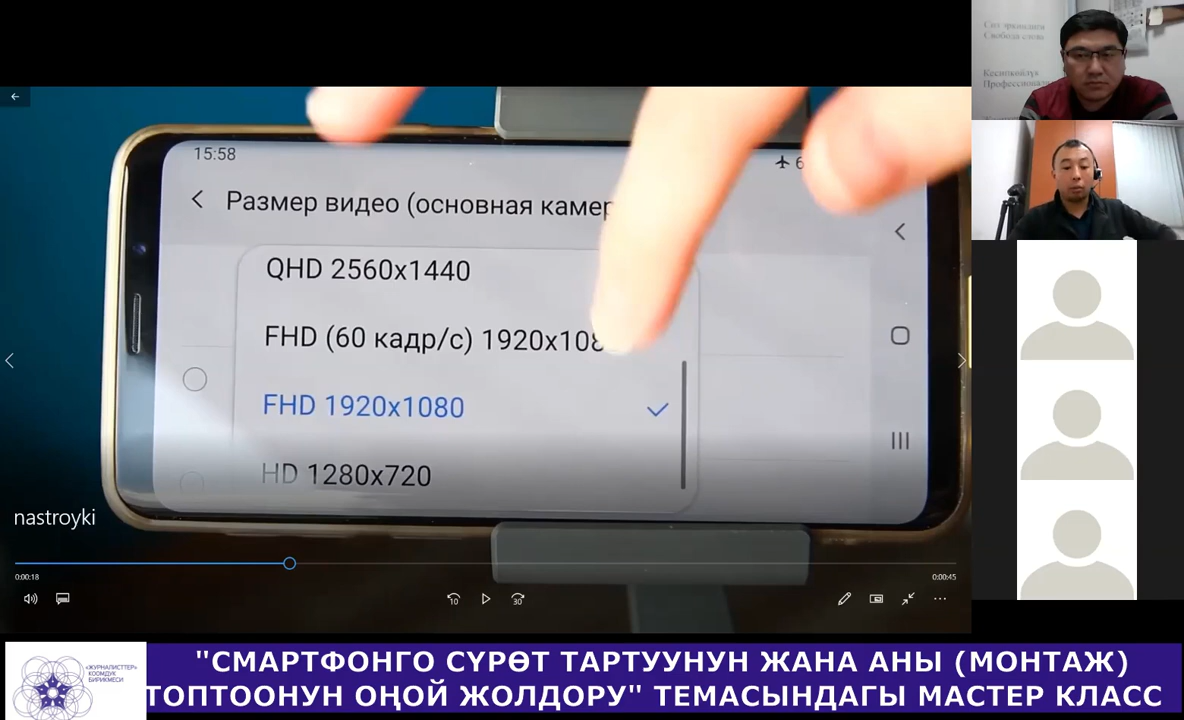 15:58
6
Размер видео (основная камер
QHD 2560x1440
FHD (60 кадр/с) 1920x108
FHD 1920x1080
HD 1280x720
nastroyki
0:00:18
0:00:45
10
30
Сөз эркиндиги
Свобода слова
Кесипкөйлүк
Профессионали
«ЖУРНАЛИСТТЕР»
КООМДУК
БИРИКМЕСИ
"СМАРТФОНГО СҮРӨТ ТАРТУУНУН ЖАНА АНЫ (МОНТАЖ)
ТОПТООНУН ОҢОЙ ЖОЛДОРУ" ТЕМАСЫНДАГЫ МАСТЕР КЛАСС